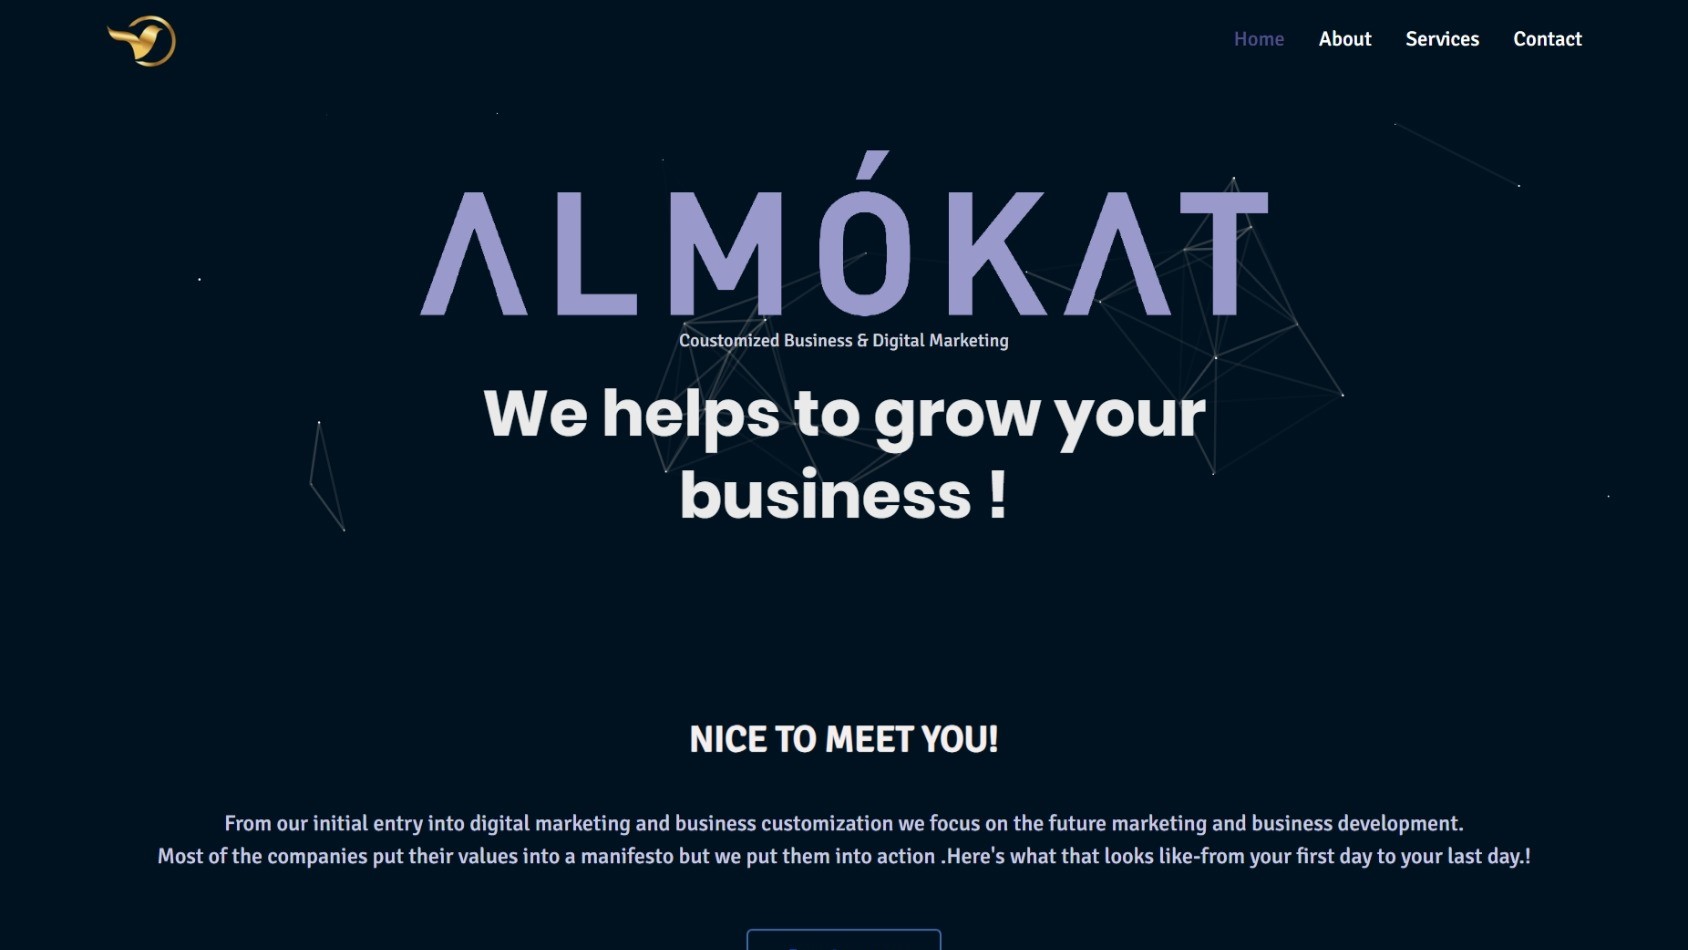 Home About Services Contact
ΛLMÓKΛT
Coustomized Business & Digital Marketing
We helps to grow your
business !
NICE TO MEET YOU!
From our initial entry into digital marketing and business customization we focus on the future marketing and business development.
Most of the companies put their values into a manifesto but we put them into action .Here's what that looks like-from your first day to your last day.!